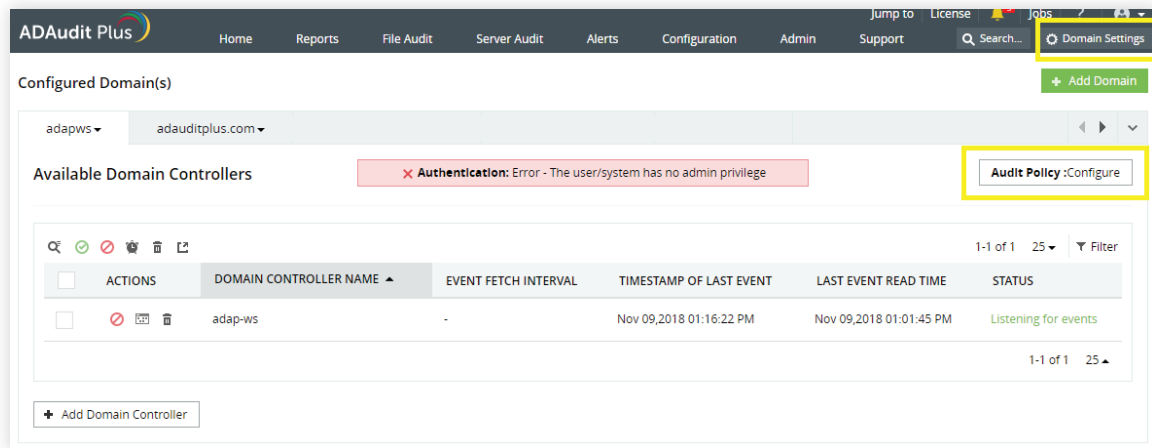 Jump to License Jobs ?
ADAudit Plus
Home Reports File Audit Server Audit Alerts Configuration Admin Support Search... Domain Settings
Configured Domain(s)
+ Add Domain
adapws adauditplus.com
Available Domain Controllers
Authentication: Error - The user/system has no admin privilege
Audit Policy :Configure
1-1 of 1 25 Filter
ACTIONS DOMAIN CONTROLLER NAME EVENT FETCH INTERVAL TIMESTAMP OF LAST EVENT LAST EVENT READ TIME STATUS
adap-ws - Nov 09,2018 01:16:22 PM Nov 09,2018 01:01:45 PM Listening for events
1-1 of 1 25
+ Add Domain Controller